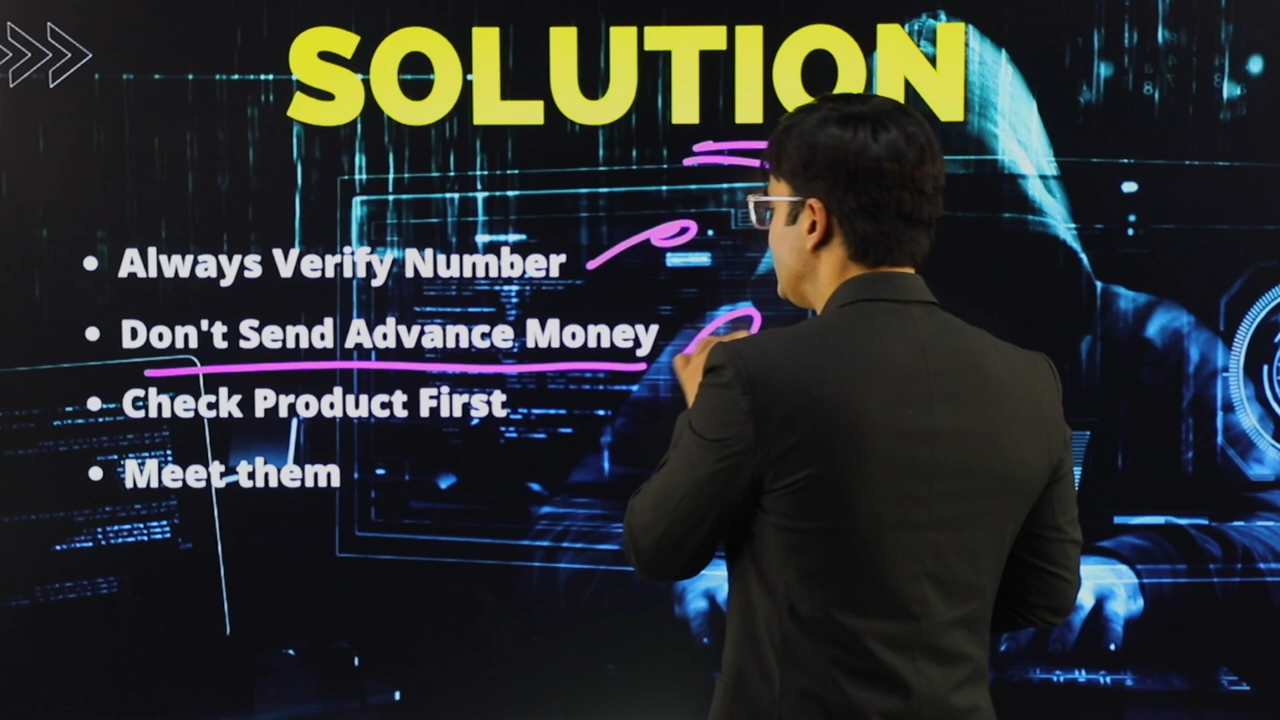 SOLUTION
• Always Verify Number
• Don't Send Advance Money
• Check Product First
• Meet them